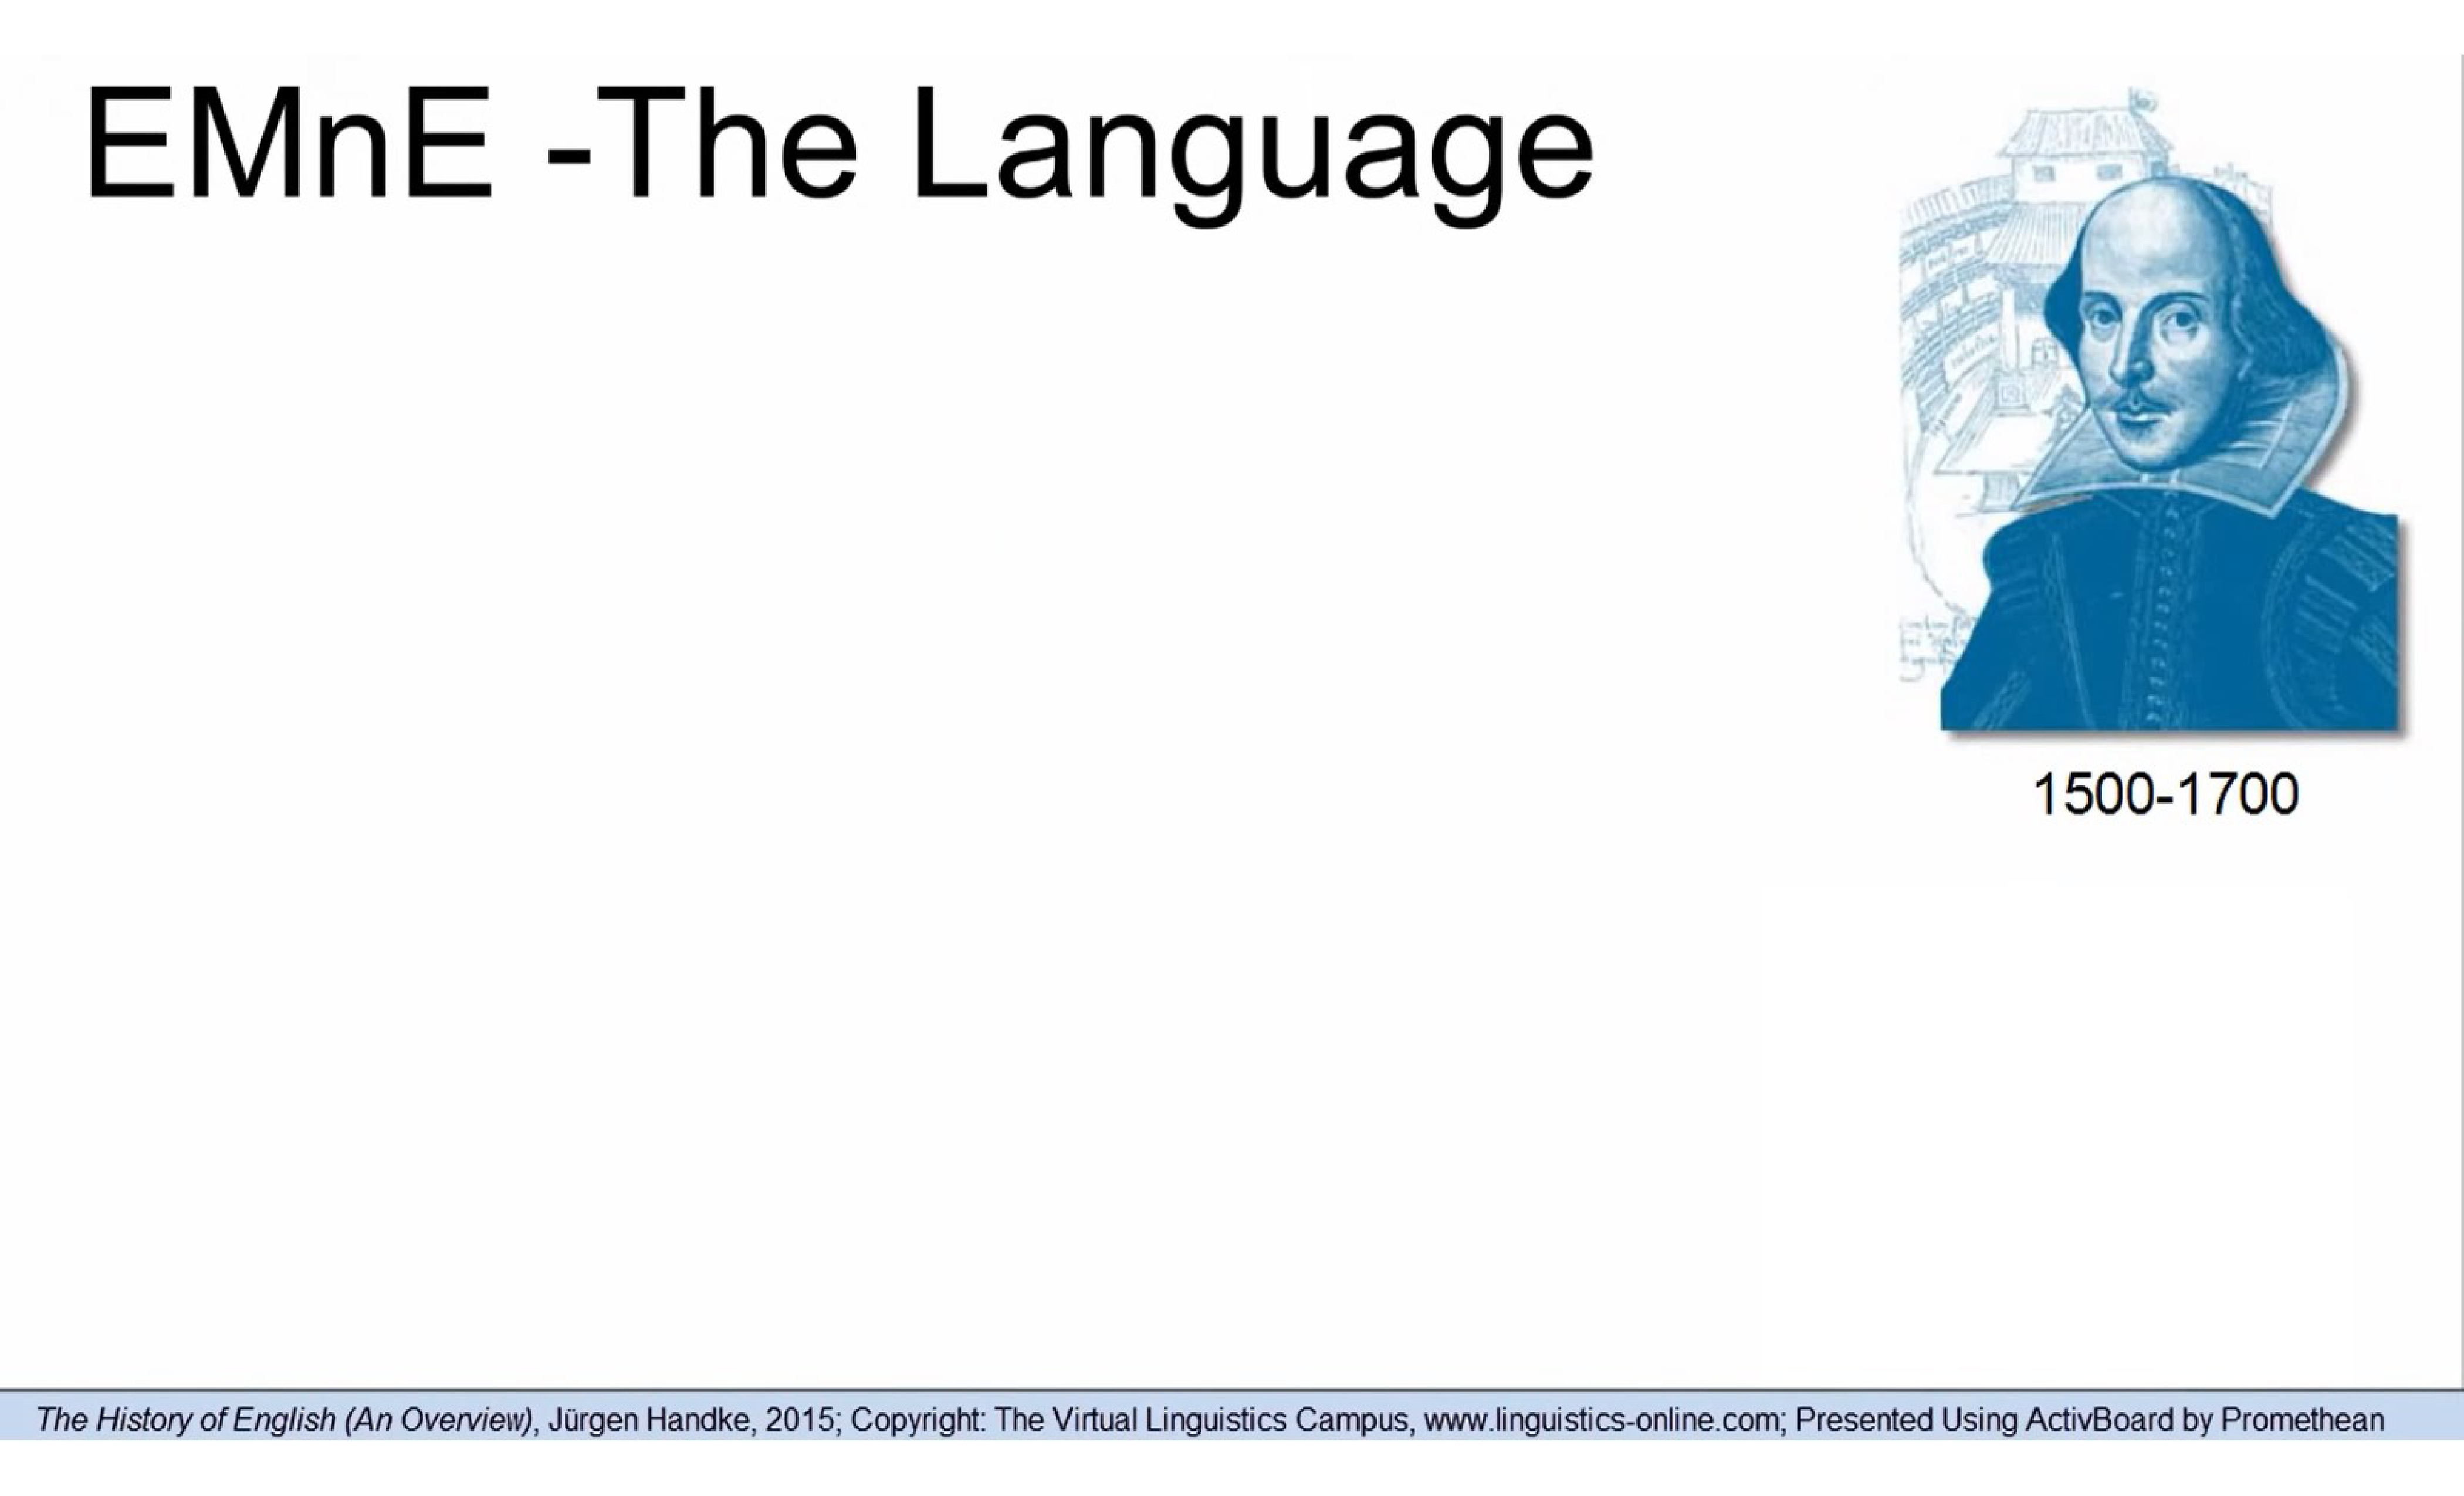 EMnE -The Language
1500-1700
The History of English (An Overview), Jürgen Handke, 2015; Copyright: The Virtual Linguistics Campus, www.linguistics-online.com; Presented Using ActivBoard by Promethean